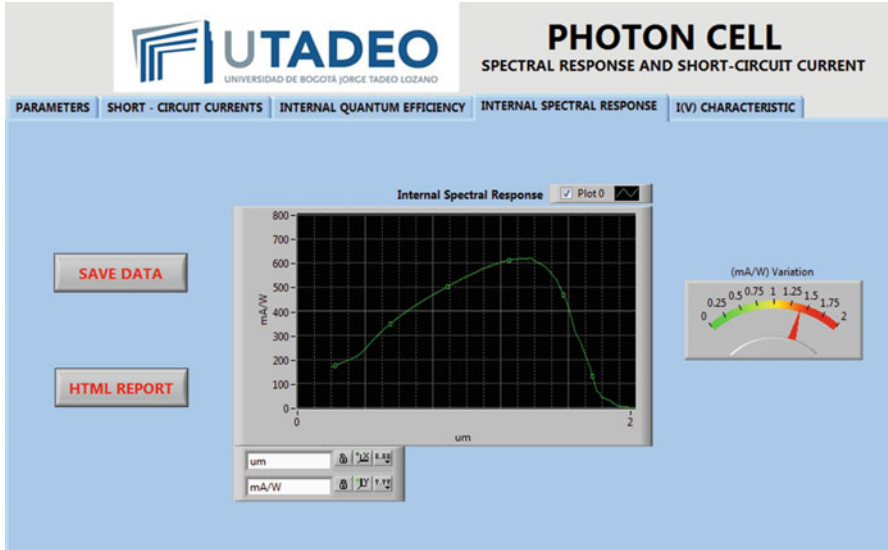 UTADEO
UNIVERSIDAD DE BOGOTÁ JORGE TADEO LOZANO
PHOTON CELL
SPECTRAL RESPONSE AND SHORT-CIRCUIT CURRENT
PARAMETERS SHORT - CIRCUIT CURRENTS INTERNAL QUANTUM EFFICIENCY INTERNAL SPECTRAL RESPONSE I(V) CHARACTERISTIC
Internal Spectral Response Plot 0
800
700
600
500
400
300
200
100
0
mA/W
0 2
um
SAVE DATA
HTML REPORT
(mA/W) Variation
0 0.25 0.5 0.75 1 1.25 1.5 1.75 2
um
mA/W